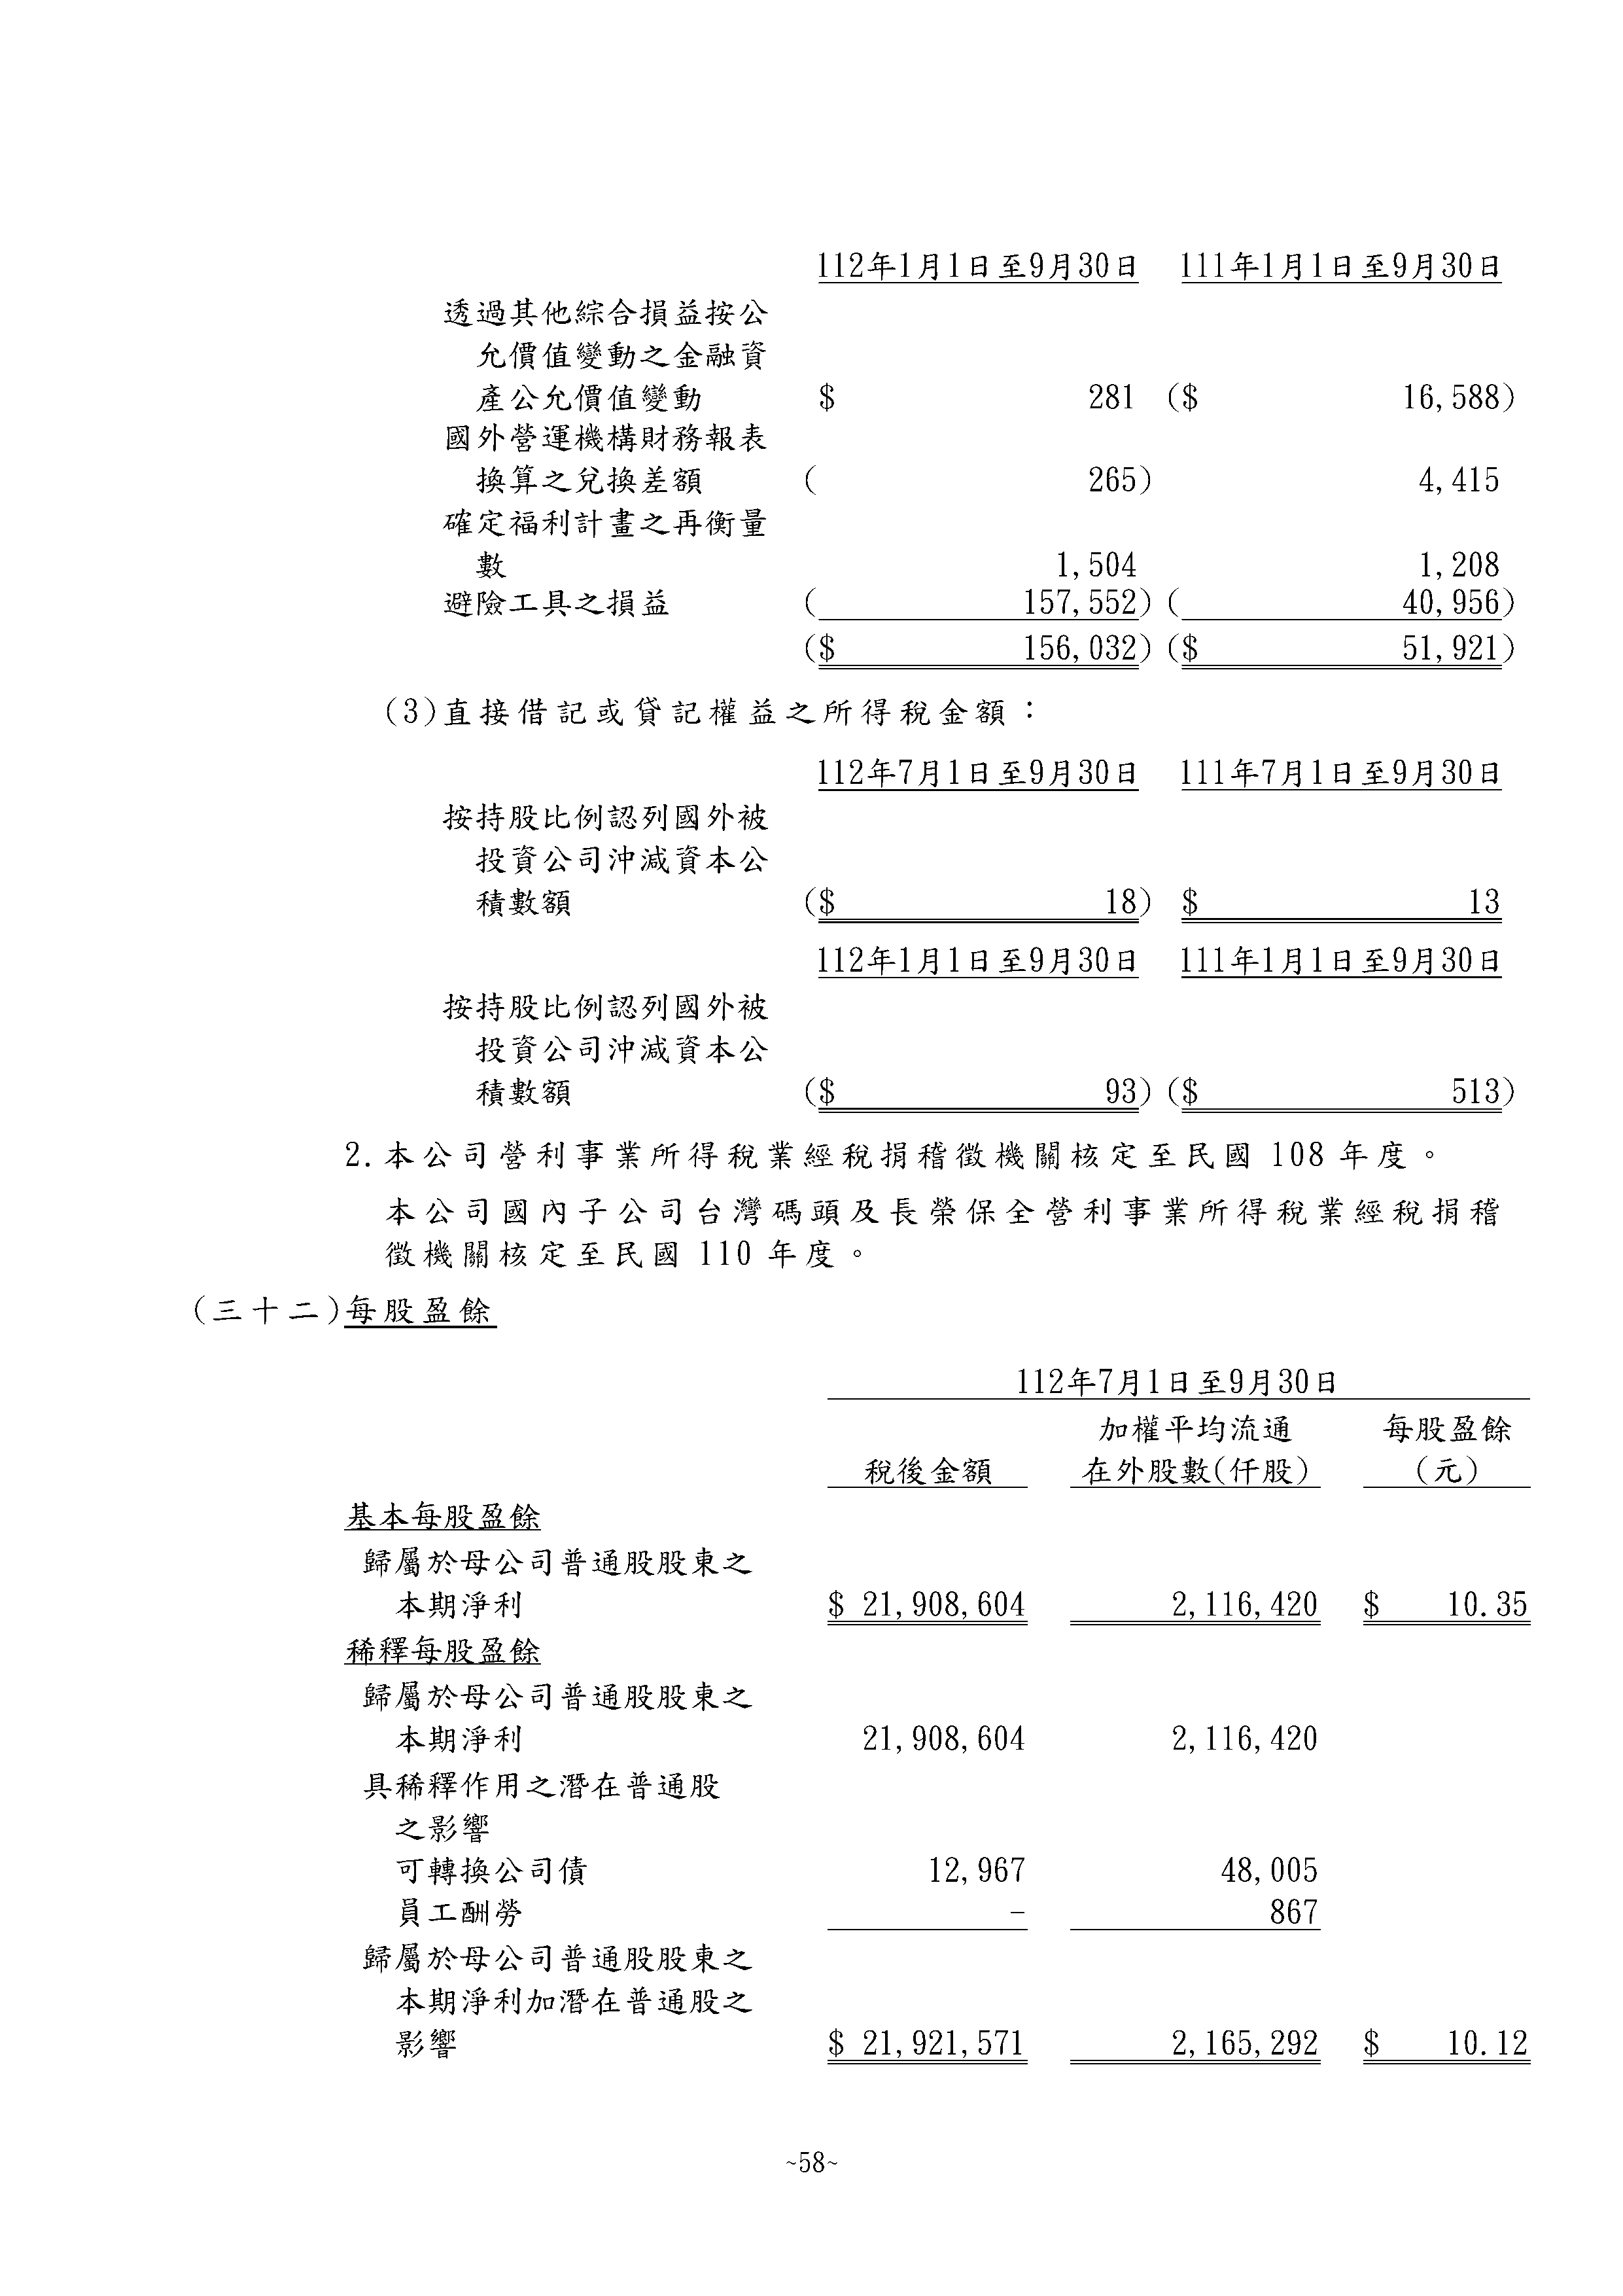 112年1月1日至9月30日 111年1月1日至9月30日
透過其他綜合損益按公
允價值變動之金融資
產公允價值變動 $ 281 ($ 16,588)
國外營運機構財務報表
換算之兌換差額 ( 265) 4,415
確定福利計畫之再衡量
數 1,504 1,208
避險工具之損益 ( 157,552) ( 40,956)
($ 156,032) ($ 51,921)
(3)直接借記或貸記權益之所得稅金額：
112年7月1日至9月30日 111年7月1日至9月30日
按持股比例認列國外被
投資公司沖減資本公
積數額 ($ 18) $ 13
112年1月1日至9月30日 111年1月1日至9月30日
按持股比例認列國外被
投資公司沖減資本公
積數額 ($ 93) ($ 513)
2.本公司營利事業所得稅業經稅捐稽徵機關核定至民國 108 年度。
本公司國內子公司台灣碼頭及長榮保全營利事業所得稅業經稅捐稽
徵機關核定至民國 110 年度。
(三十二)每股盈餘
112年7月1日至9月30日
加權平均流通 每股盈餘
稅後金額 在外股數(仟股) (元)
基本每股盈餘
歸屬於母公司普通股股東之
本期淨利 $ 21,908,604 2,116,420 $ 10.35
稀釋每股盈餘
歸屬於母公司普通股股東之
本期淨利 21,908,604 2,116,420
具稀釋作用之潛在普通股
之影響
可轉換公司債 12,967 48,005
員工酬勞 - 867
歸屬於母公司普通股股東之
本期淨利加潛在普通股之
影響 $ 21,921,571 2,165,292 $ 10.12
~58~